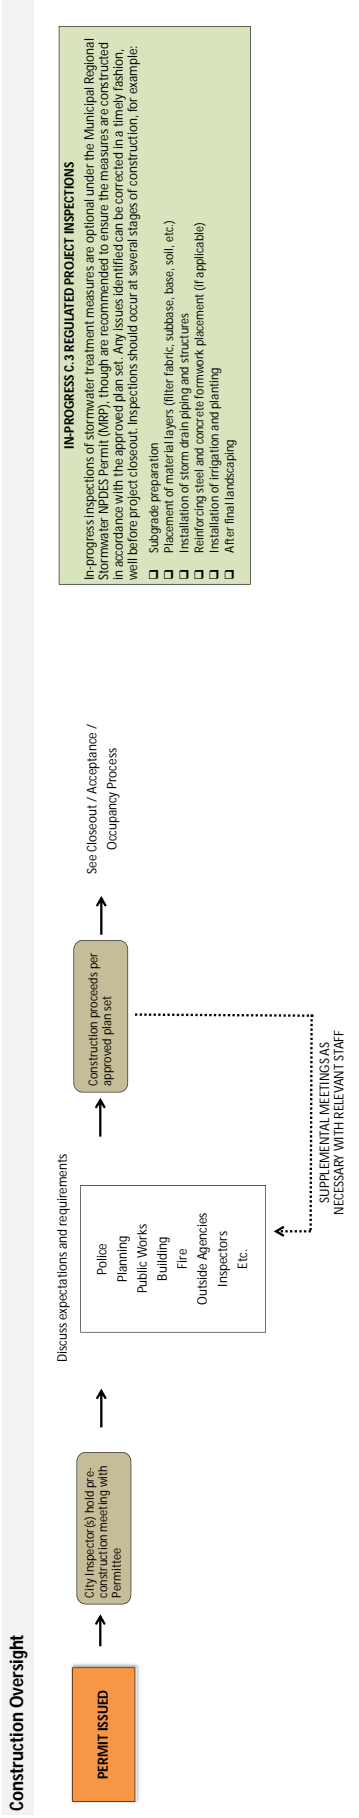 Construction Oversight
PERMIT ISSUED
City Inspector(s) hold pre-
construction meeting with
Permittee
Discuss expectations and requirements
Police
Planning
Public Works
Building
Fire
Outside Agencies
Inspectors
Etc.
Construction proceeds per
approved plan set
SUPPLEMENTAL MEETINGS AS
NECESSARY WITH RELEVANT STAFF
See Closeout / Acceptance /
Occupancy Process
IN-PROGRESS C.3 REGULATED PROJECT INSPECTIONS
In-progress inspections of stormwater treatment measures are optional under the Municipal Regional
Stormwater NPDES Permit (MRP), though are recommended to ensure the measures are constructed
in accordance with the approved plan set. Any issues identified can be corrected in a timely fashion,
well before project closeout. Inspections should occur at several stages of construction, for example:
❑ Subgrade preparation
❑ Placement of material layers (filter fabric, subbase, base, soil, etc.)
❑ Installation of storm drain piping and structures
❑ Reinforcing steel and concrete formwork placement (if applicable)
❑ Installation of irrigation and planting
❑ After final landscaping